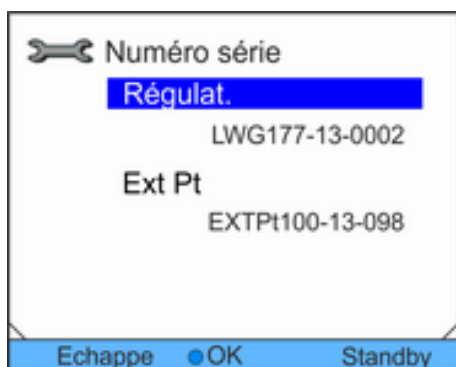 Numéro série
Régulat.
LWG177-13-0002
Ext Pt
EXTPt100-13-098
Echappe OK Standby